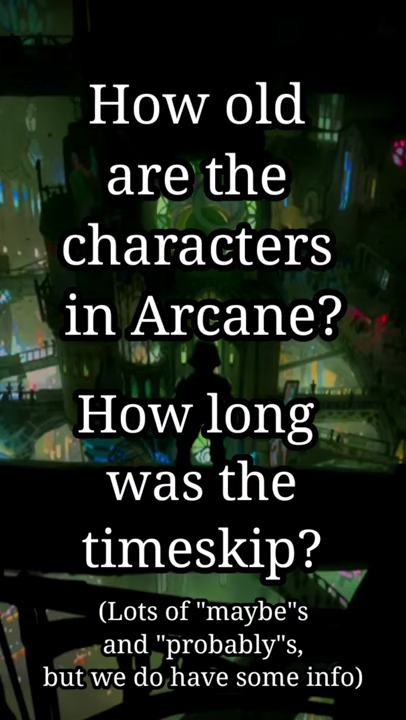 How old
are the
characters
in Arcane?
How long
was the
timeskip?
(Lots of "maybe"s
and "probably"s,
but we do have some info)